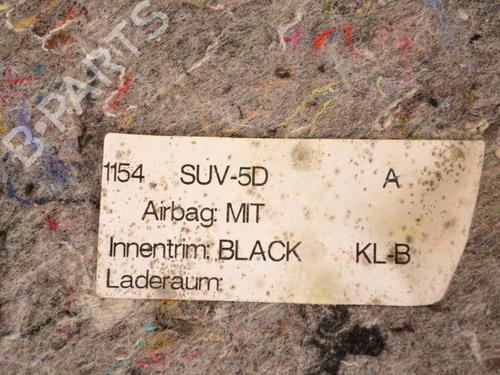 B-PARTS
1154 SUV-5D A
Airbag: MIT
Innentrim: BLACK KL-B
Laderaum: